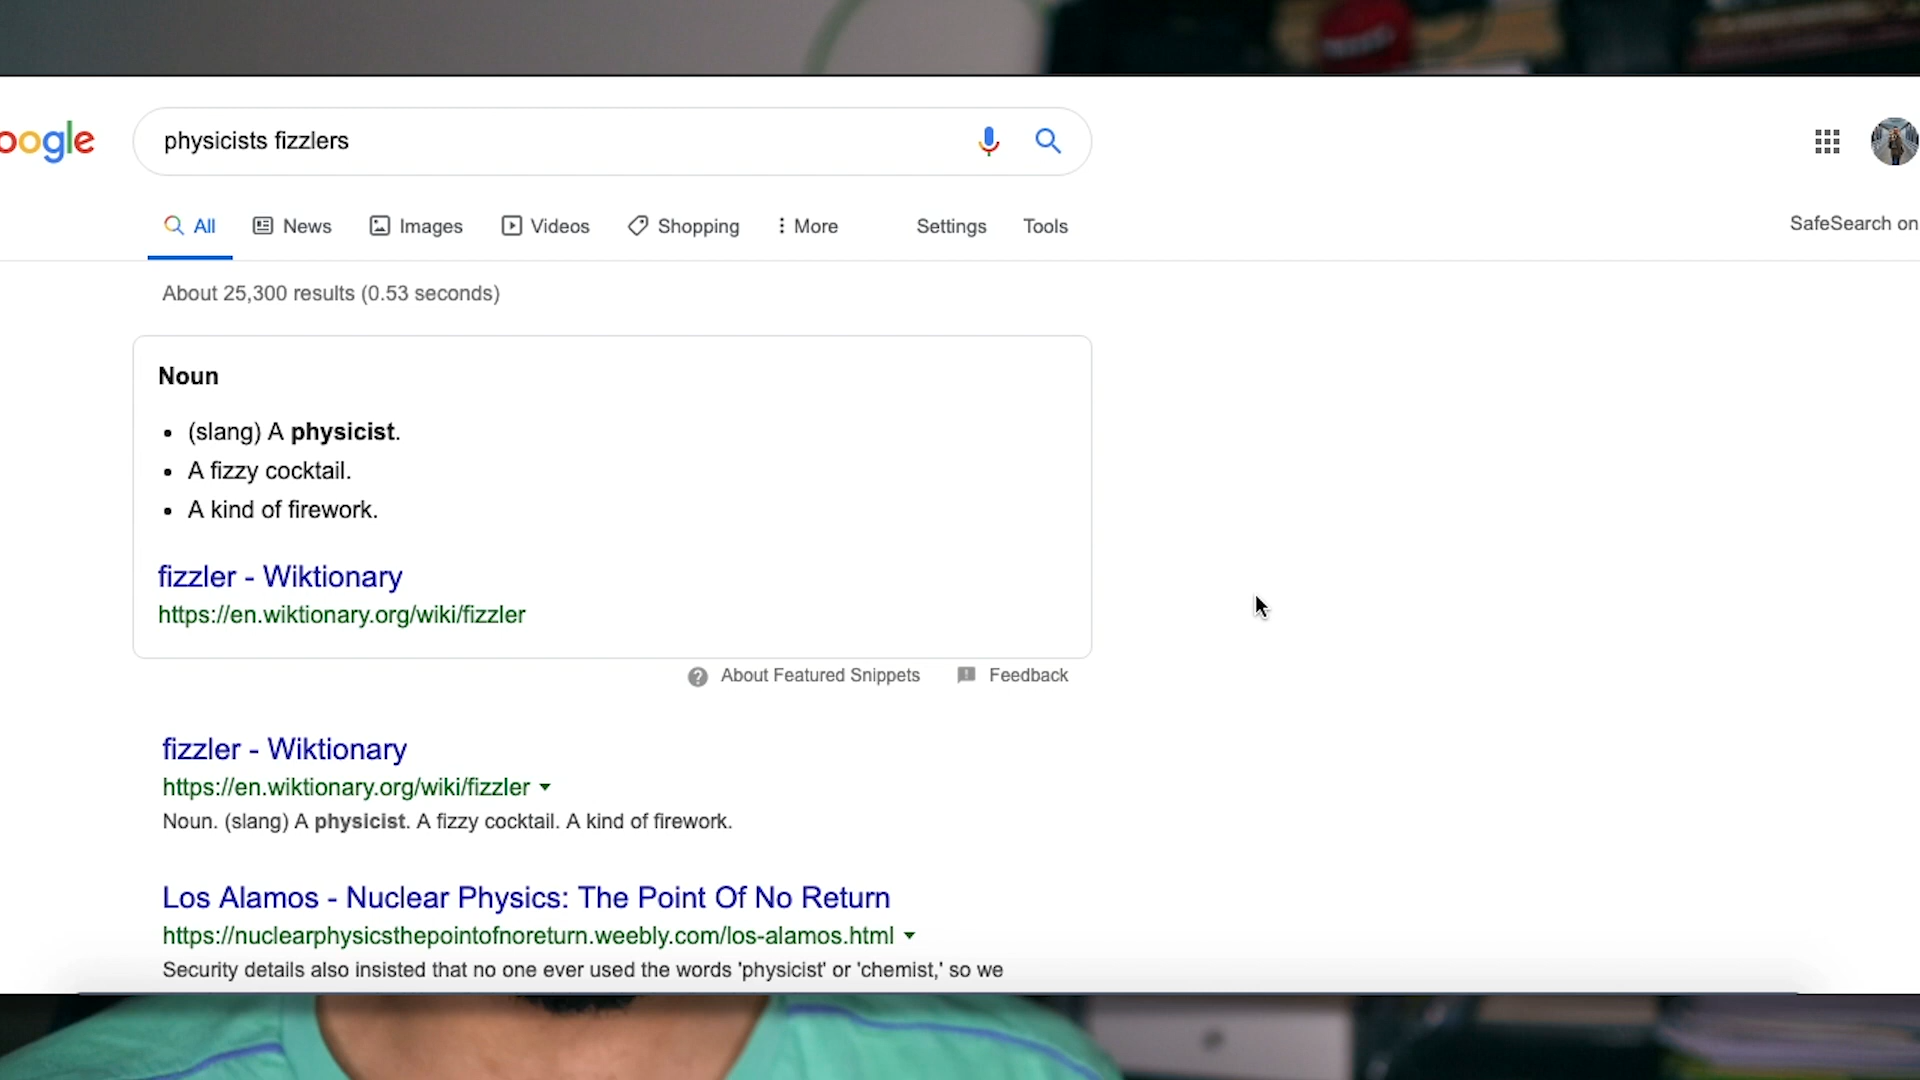 oogle
physicists fizzlers
All News Images Videos Shopping More Settings Tools
SafeSearch on
About 25,300 results (0.53 seconds)
Noun
• (slang) A physicist.
• A fizzy cocktail.
• A kind of firework.
fizzler - Wiktionary
https://en.wiktionary.org/wiki/fizzler
About Featured Snippets Feedback
fizzler - Wiktionary
https://en.wiktionary.org/wiki/fizzler
Noun. (slang) A physicist. A fizzy cocktail. A kind of firework.
Los Alamos - Nuclear Physics: The Point Of No Return
https://nuclearphysicsthepointofnoreturn.weebly.com/los-alamos.html
Security details also insisted that no one ever used the words 'physicist' or 'chemist,' so we